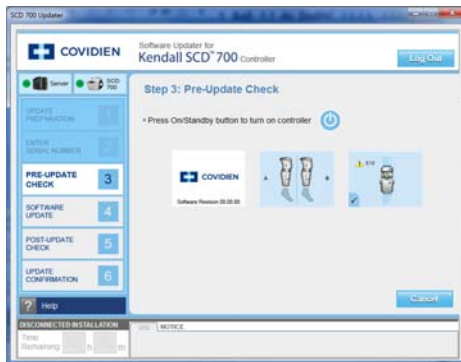 SCD 700 Updater
COVIDIEN
Software Updater for
Kendall SCD™ 700 Controller
Log Out
Server
SCD
700
Step 3: Pre-Update Check
UPDATE
PREPARATION
1
Press On/Standby button to turn on controller
ENTER
SERIAL NUMBER
2
PRE-UPDATE
CHECK
3
COVIDIEN
Software Revision 00.00.00
A
B
SOFTWARE
UPDATE
4
POST-UPDATE
CHECK
5
UPDATE
CONFIRMATION
6
? Help
Cancel
DISCONNECTED INSTALLATION
NOTICE
Time
Remaining
h
m